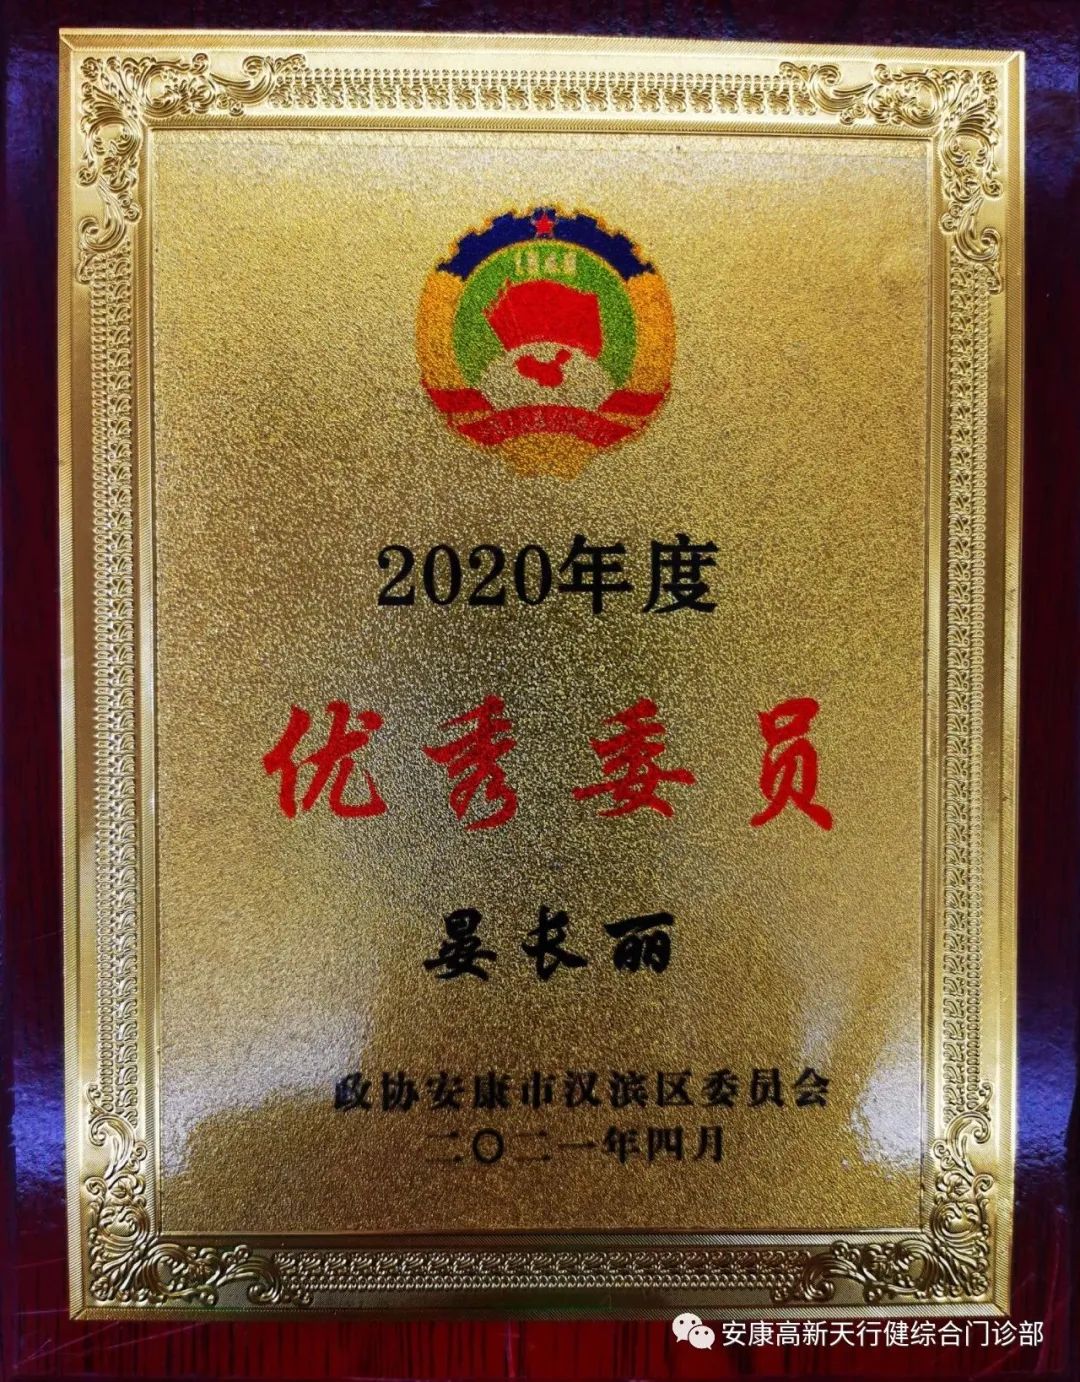 2020年度
优秀委员
晏长丽
政协安康市汉滨区委员会
二〇二一年四月
安康高新天行健综合门诊部